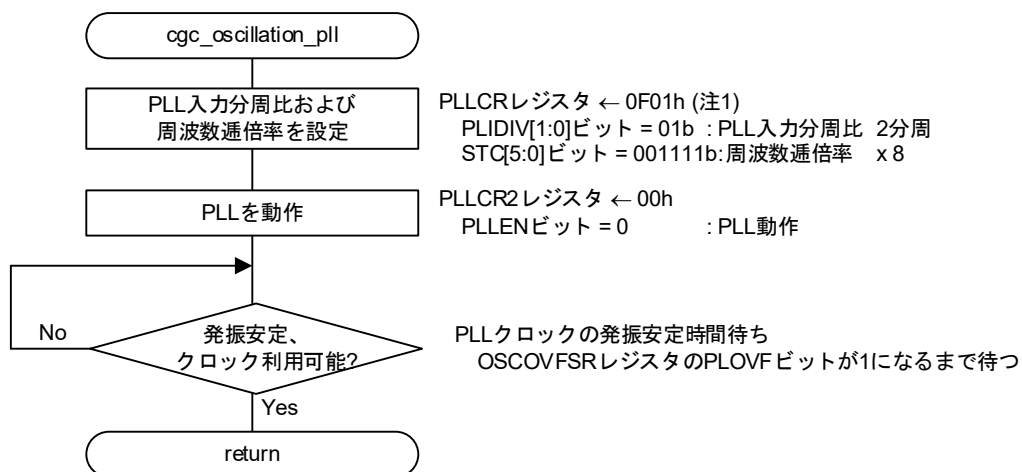 cgc_oscillation_pll
PLL入力分周比および
周波数逓倍率を設定
PLLCRレジスタ ← 0F01h (注1)
PLIDIV[1:0]ビット = 01b : PLL入力分周比 2分周
STC[5:0]ビット = 001111b:周波数逓倍率 x 8
PLLを動作
PLLCR2レジスタ ← 00h
PLLENビット = 0 : PLL動作
No
発振安定、
クロック利用可能?
PLLクロックの発振安定時間待ち
OSCOVFSRレジスタのPLOVFビットが1になるまで待つ
Yes
return